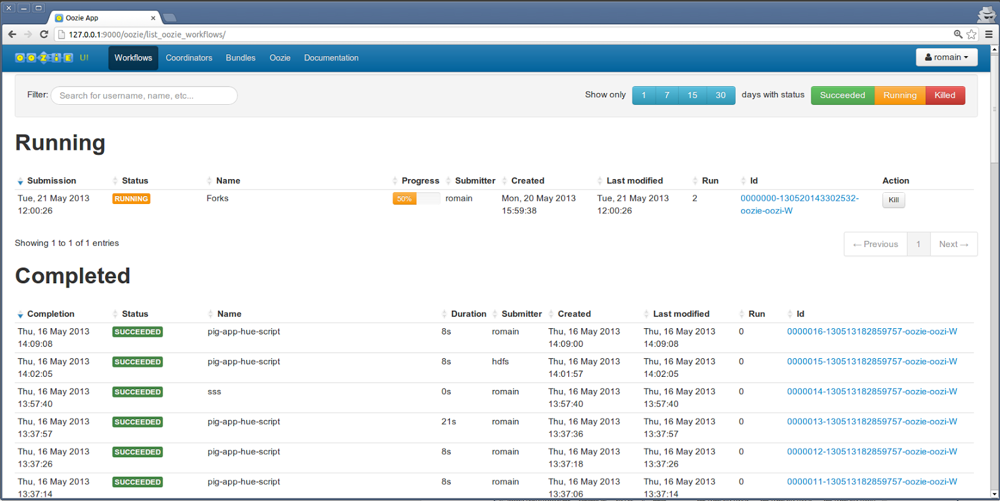 Oozie App
127.0.0.1:9000/oozie/list_oozie_workflows/
OOZIE UI Workflows Coordinators Bundles Oozie Documentation romain
Filter: Search for username, name, etc... Show only 1 7 15 30 days with status Succeeded Running Killed
Running
Submission Status Name Progress Submitter Created Last modified Run Id Action
Tue, 21 May 2013 RUNNING Forks 50% romain Mon, 20 May 2013 Tue, 21 May 2013 2 0000000-130520143302532- Kill
12:00:26 15:59:38 12:00:26 oozie-oozi-W
Showing 1 to 1 of 1 entries ← Previous 1 Next →
Completed
Completion Status Name Duration Submitter Created Last modified Run Id
Thu, 16 May 2013 SUCCEEDED pig-app-hue-script 8s romain Thu, 16 May 2013 Thu, 16 May 2013 0 0000016-130513182859757-oozie-oozi-W
14:09:08 14:09:00 14:09:08
Thu, 16 May 2013 SUCCEEDED pig-app-hue-script 8s hdfs Thu, 16 May 2013 Thu, 16 May 2013 0 0000015-130513182859757-oozie-oozi-W
14:02:05 14:01:57 14:02:05
Thu, 16 May 2013 SUCCEEDED sss 0s romain Thu, 16 May 2013 Thu, 16 May 2013 0 0000014-130513182859757-oozie-oozi-W
13:57:40 13:57:40 13:57:40
Thu, 16 May 2013 SUCCEEDED pig-app-hue-script 21s romain Thu, 16 May 2013 Thu, 16 May 2013 0 0000013-130513182859757-oozie-oozi-W
13:37:57 13:37:36 13:37:57
Thu, 16 May 2013 SUCCEEDED pig-app-hue-script 8s romain Thu, 16 May 2013 Thu, 16 May 2013 0 0000012-130513182859757-oozie-oozi-W
13:37:26 13:37:18 13:37:26
Thu, 16 May 2013 SUCCEEDED pig-app-hue-script 8s romain Thu, 16 May 2013 Thu, 16 May 2013 0 0000011-130513182859757-oozie-oozi-W
13:37:14 13:37:06 13:37:14